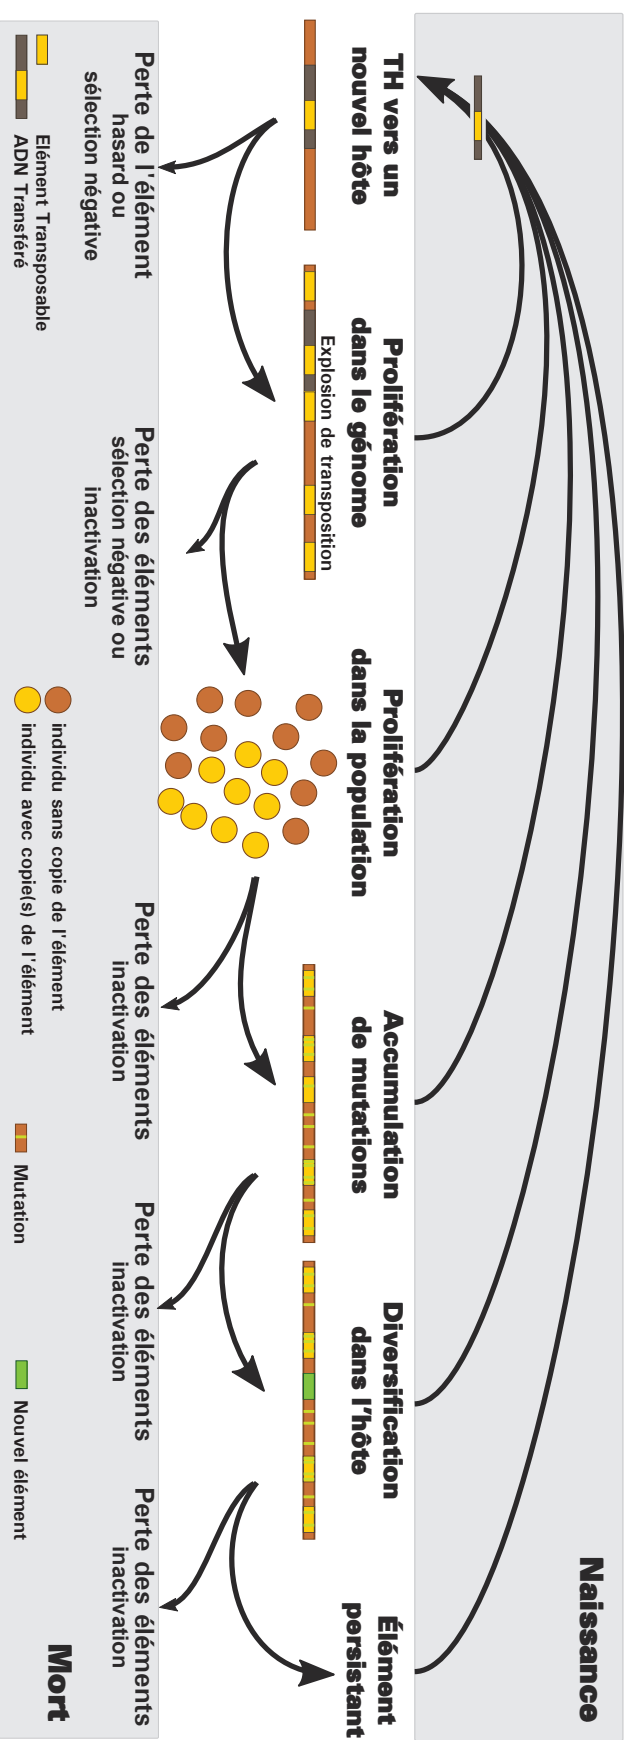 Naissance
TH vers un
nouvel hôte
Prolifération
dans le génome
Explosion de transposition
Prolifération
dans la population
Accumulation
de mutations
Diversification
dans l'hôte
Élément
persistant
Perte de l'élément
hasard ou
sélection négative
Perte des éléments
sélection négative ou
inactivation
Perte des éléments
inactivation
Perte des éléments
inactivation
Perte des éléments
inactivation
Mort
Elément Transposable
ADN Transféré
individu sans copie de l'élément
individu avec copie(s) de l'élément
Mutation
Nouvel élément